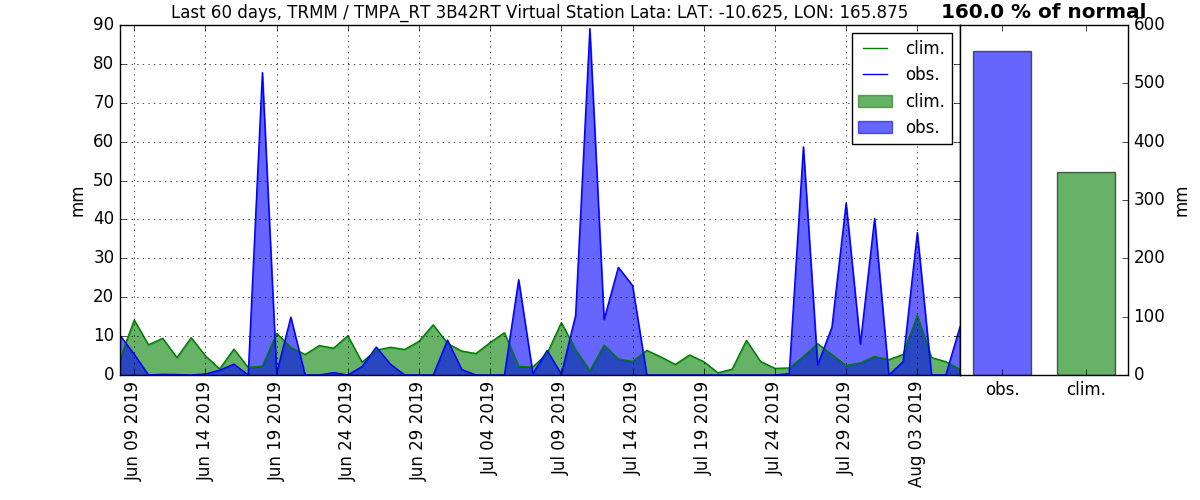 Last 60 days, TRMM / TMPA_RT 3B42RT Virtual Station Lata: LAT: -10.625, LON: 165.875
160.0 % of normal
90
80
70
60
50
40
30
20
10
0
mm
clim.
obs.
clim.
obs.
Jun 09 2019
Jun 14 2019
Jun 19 2019
Jun 24 2019
Jun 29 2019
Jul 04 2019
Jul 09 2019
Jul 14 2019
Jul 19 2019
Jul 24 2019
Jul 29 2019
Aug 03 2019
600
500
400
300
200
100
0
mm
obs.
clim.